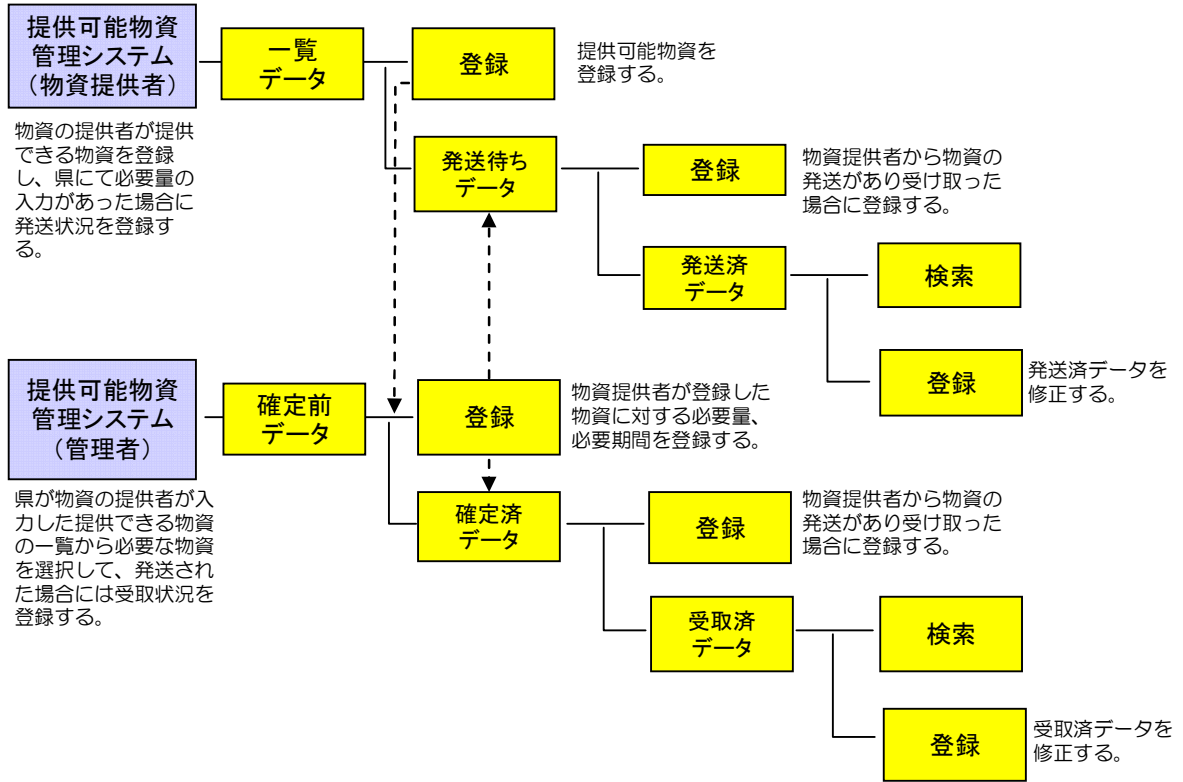 提供可能物資
管理システム
（物資提供者）
一覧
データ
登録
提供可能物資を
登録する。
物資の提供者が提供
できる物資を登録
し、県にて必要量の
入力があった場合に
発送状況を登録す
る。
発送待ち
データ
登録
物資提供者から物資の
発送があり受け取った
場合に登録する。
発送済
データ
検索
登録
発送済データを
修正する。
提供可能物資
管理システム
（管理者）
確定前
データ
登録
物資提供者が登録した
物資に対する必要量、
必要期間を登録する。
県が物資の提供者が入
力した提供できる物資
の一覧から必要な物資
を選択して、発送され
た場合には受取状況を
登録する。
確定済
データ
登録
物資提供者から物資の
発送があり受け取った
場合に登録する。
受取済
データ
検索
登録
受取済データを
修正する。